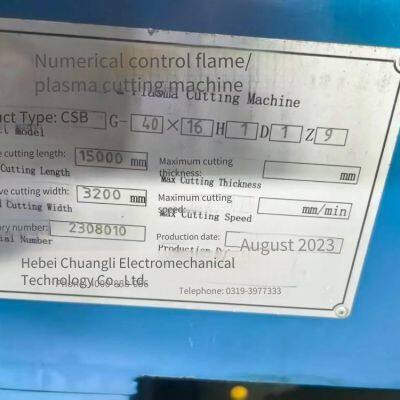 Numerical control flame/
plasma cutting machine
Plasma Cutting Machine
uct Type: CSB G- 40 × 16 H 1 D 1 Z 9
Model
e cutting length: 15000 mm
Cutting Length
Maximum cutting
thickness: mm
Max Cutting Thickness
ve cutting width: 3200 mm
Cutting Width
Maximum cutting
speed: mm/min
Max Cutting Speed
ory number: 2308010
ial Number
Production date: August 2023
Production
Hebei Chuangli Electromechanical
Technology Co., Ltd.
Telephone: 0319-3977333